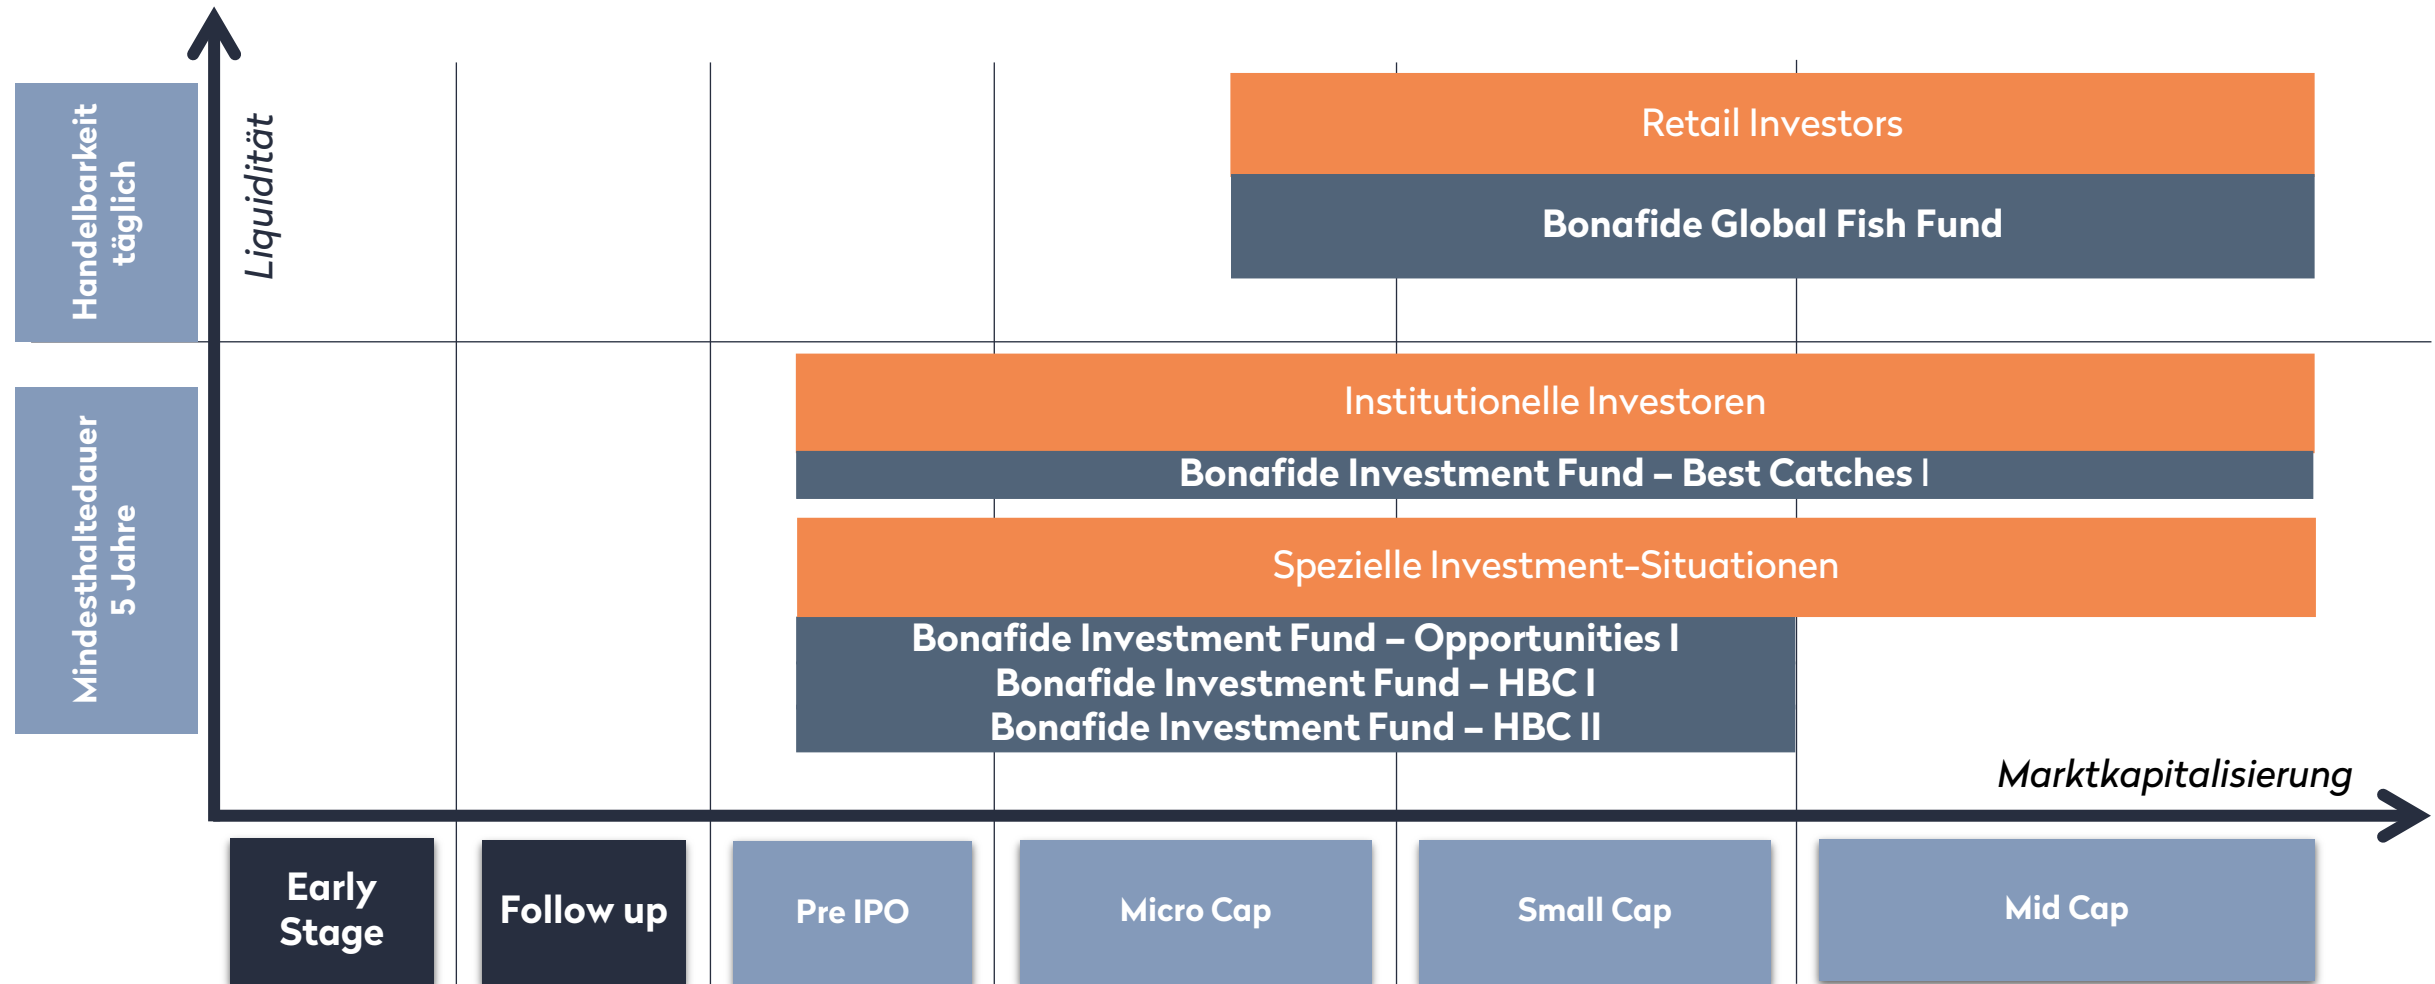 Handelbarkeit
täglich
Liquidität
Retail Investors
Bonafide Global Fish Fund
Mindesthaltedauer
5 Jahre
Institutionelle Investoren
Bonafide Investment Fund – Best Catches I
Spezielle Investment-Situationen
Bonafide Investment Fund – Opportunities I
Bonafide Investment Fund – HBC I
Bonafide Investment Fund – HBC II
Marktkapitalisierung
Early
Stage
Follow up
Pre IPO
Micro Cap
Small Cap
Mid Cap